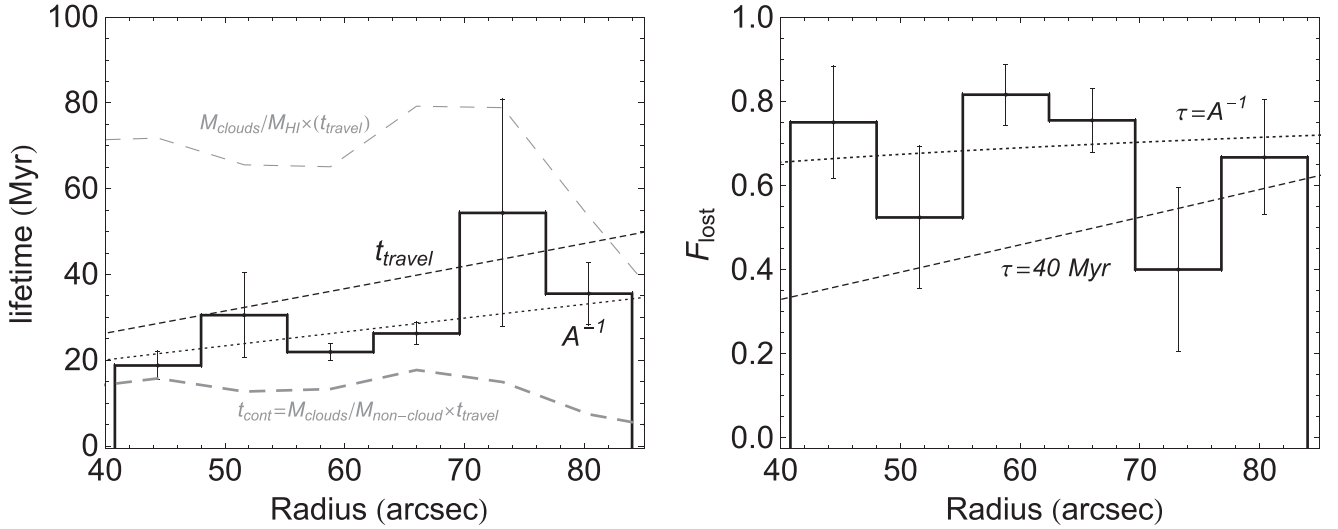 100
80
60
40
20
0
lifetime (Myr)
M_clouds/M_HI×(t_travel)
t_travel
A^−1
t_cont=M_clouds/M_non−cloud×t_travel
40 50 60 70 80
Radius (arcsec)
1.0
0.8
0.6
0.4
0.2
0.0
F_lost
τ=A^−1
τ=40 Myr
40 50 60 70 80
Radius (arcsec)